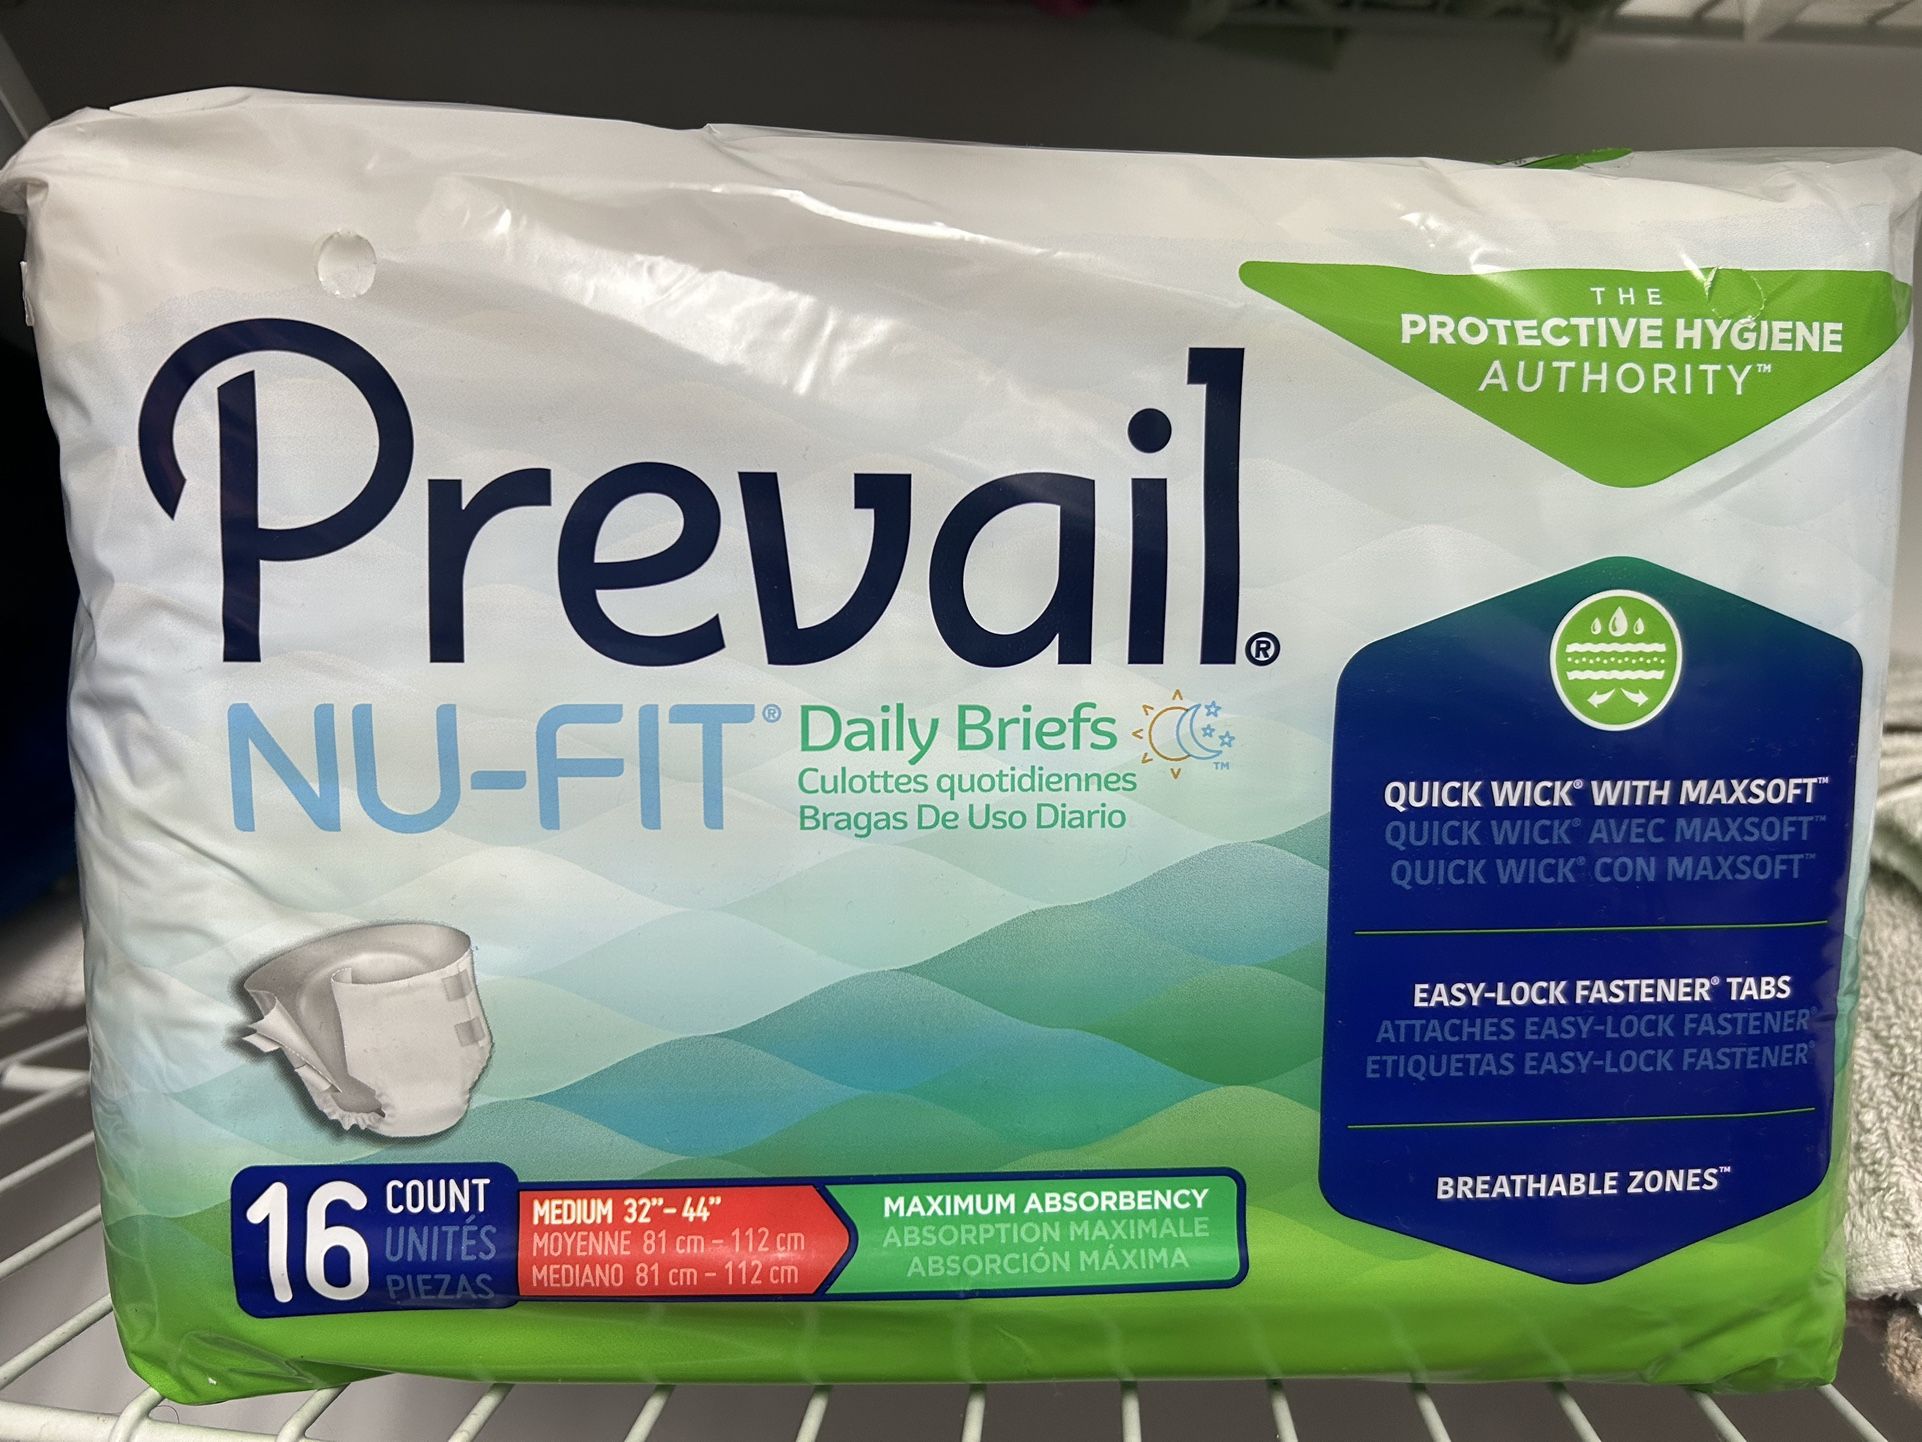 THE
PROTECTIVE HYGIENE
AUTHORITY™
Prevail®
NU-FIT®
Daily Briefs
™
Culottes quotidiennes
Bragas De Uso Diario
QUICK WICK® WITH MAXSOFT™
QUICK WICK® AVEC MAXSOFT™
QUICK WICK® CON MAXSOFT™
EASY-LOCK FASTENER® TABS
ATTACHES EASY-LOCK FASTENER®
ETIQUETAS EASY-LOCK FASTENER®
BREATHABLE ZONES™
16
COUNT
UNITÉS
PIEZAS
MEDIUM 32”– 44”
MOYENNE 81 cm – 112 cm
MEDIANO 81 cm – 112 cm
MAXIMUM ABSORBENCY
ABSORPTION MAXIMALE
ABSORCIÓN MÁXIMA